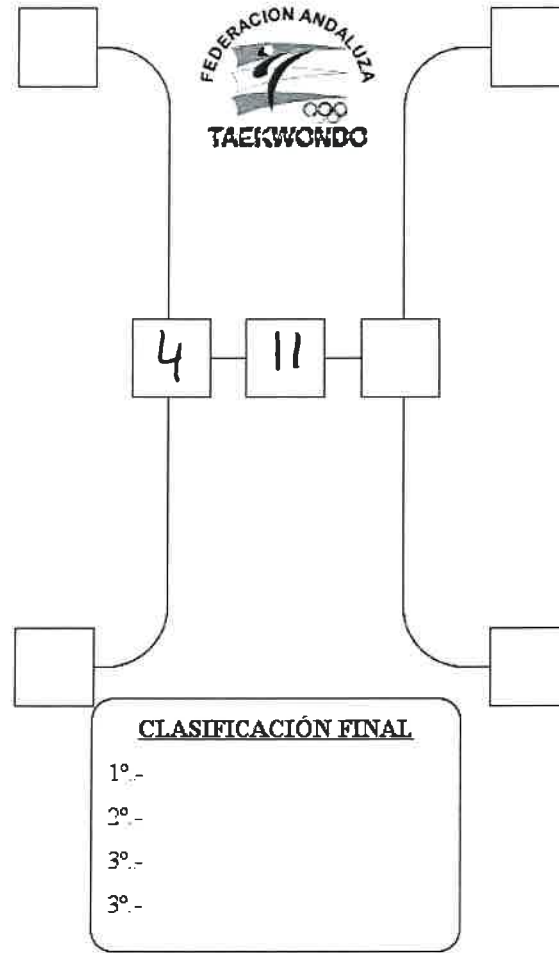 FEDERACION ANDALUZA
TAEKWONDO
4 11
CLASIFICACIÓN FINAL
1º.-
2º.-
3º.-
3º.-